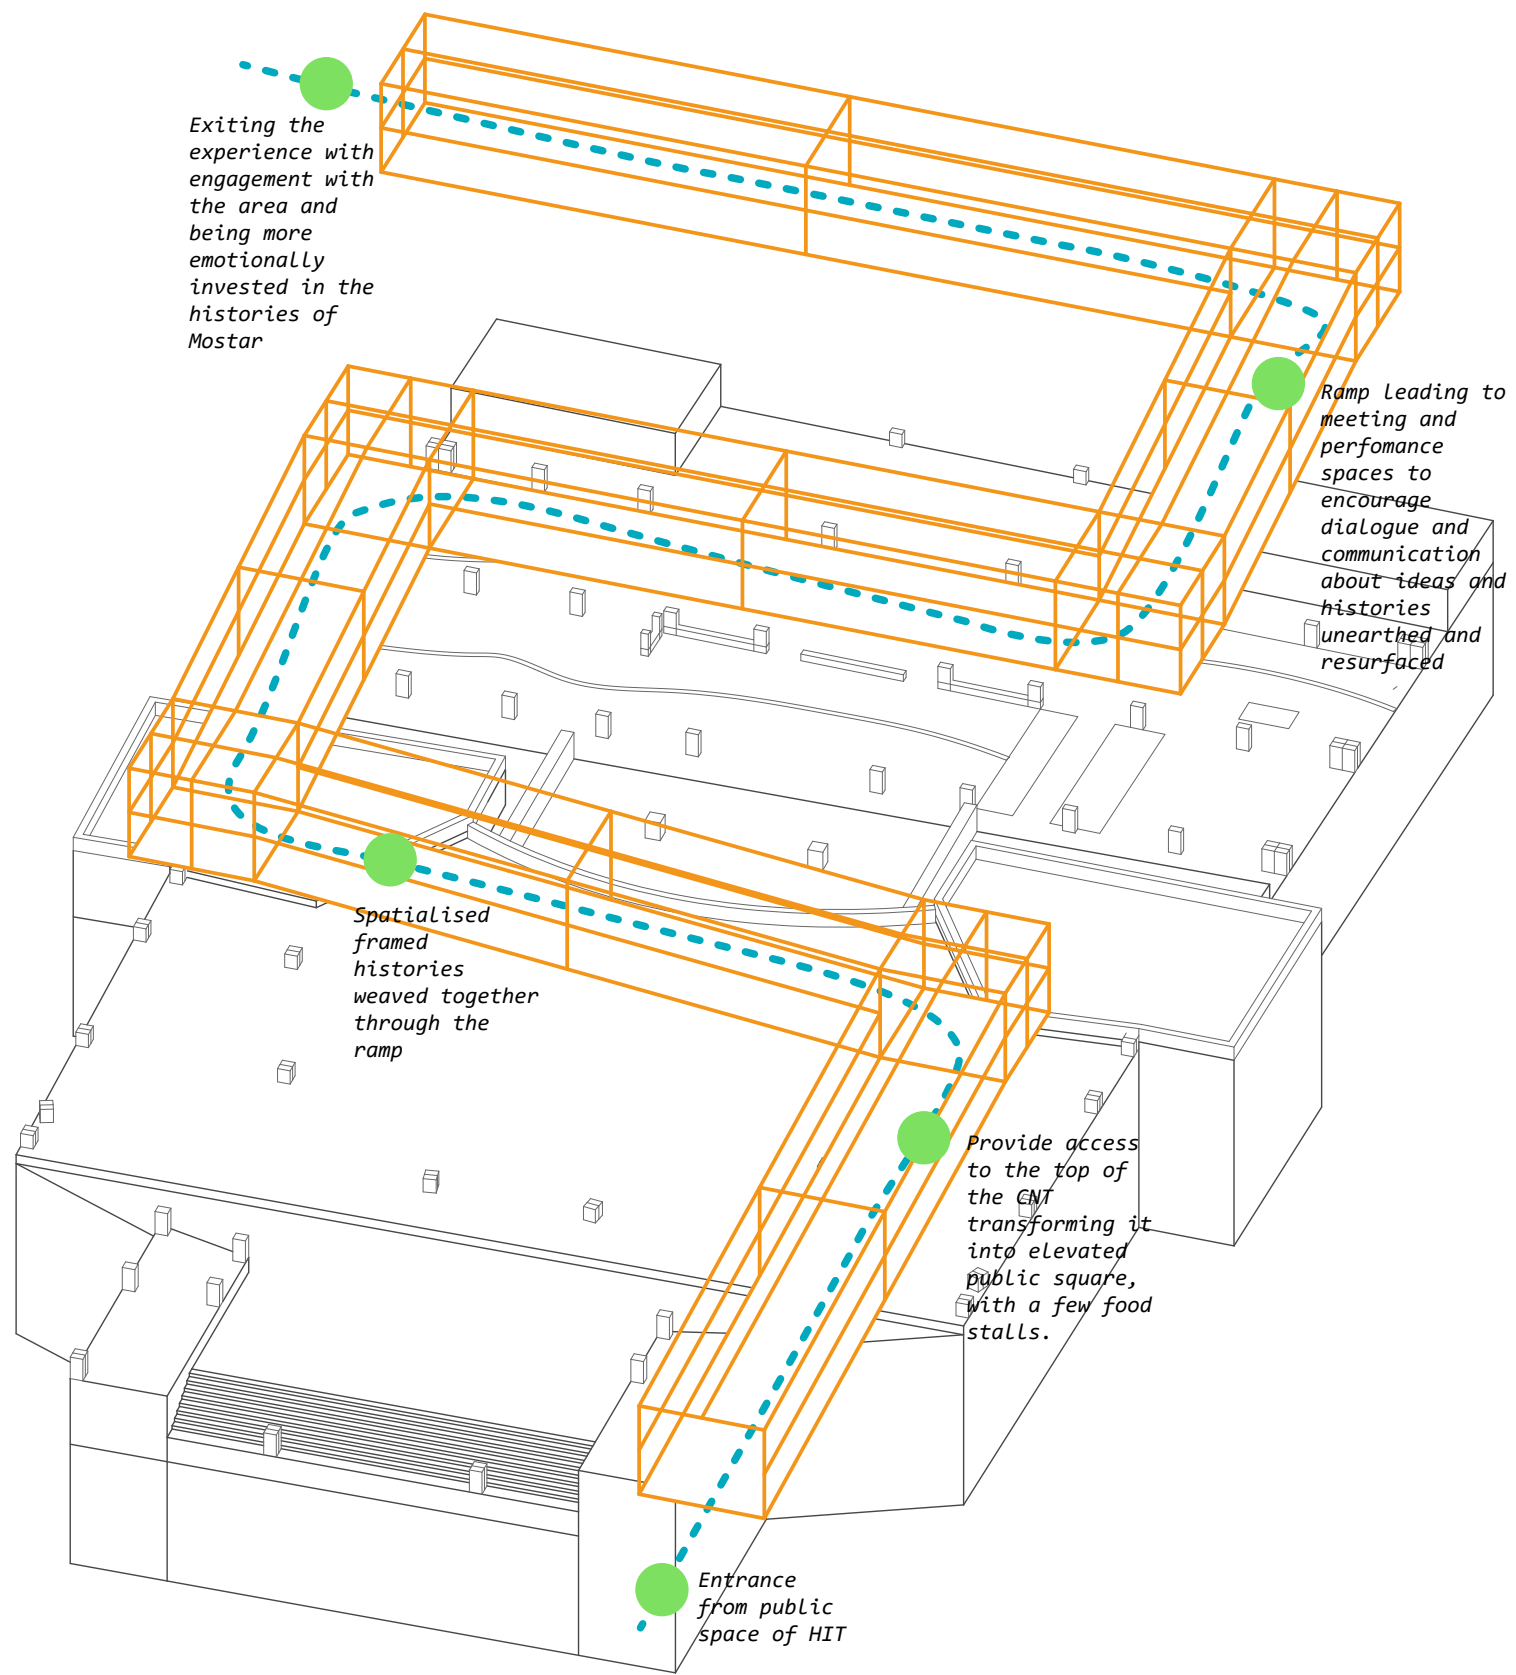 Exiting the
experience with
engagement with
the area and
being more
emotionally
invested in the
histories of
Mostar
Ramp leading to
meeting and
perfomance
spaces to
encourage
dialogue and
communication
about ideas and
histories
unearthed and
resurfaced
Spatialised
framed
histories
weaved together
through the
ramp
Provide access
to the top of
the CNT
transforming it
into elevated
public square,
with a few food
stalls.
Entrance
from public
space of HIT